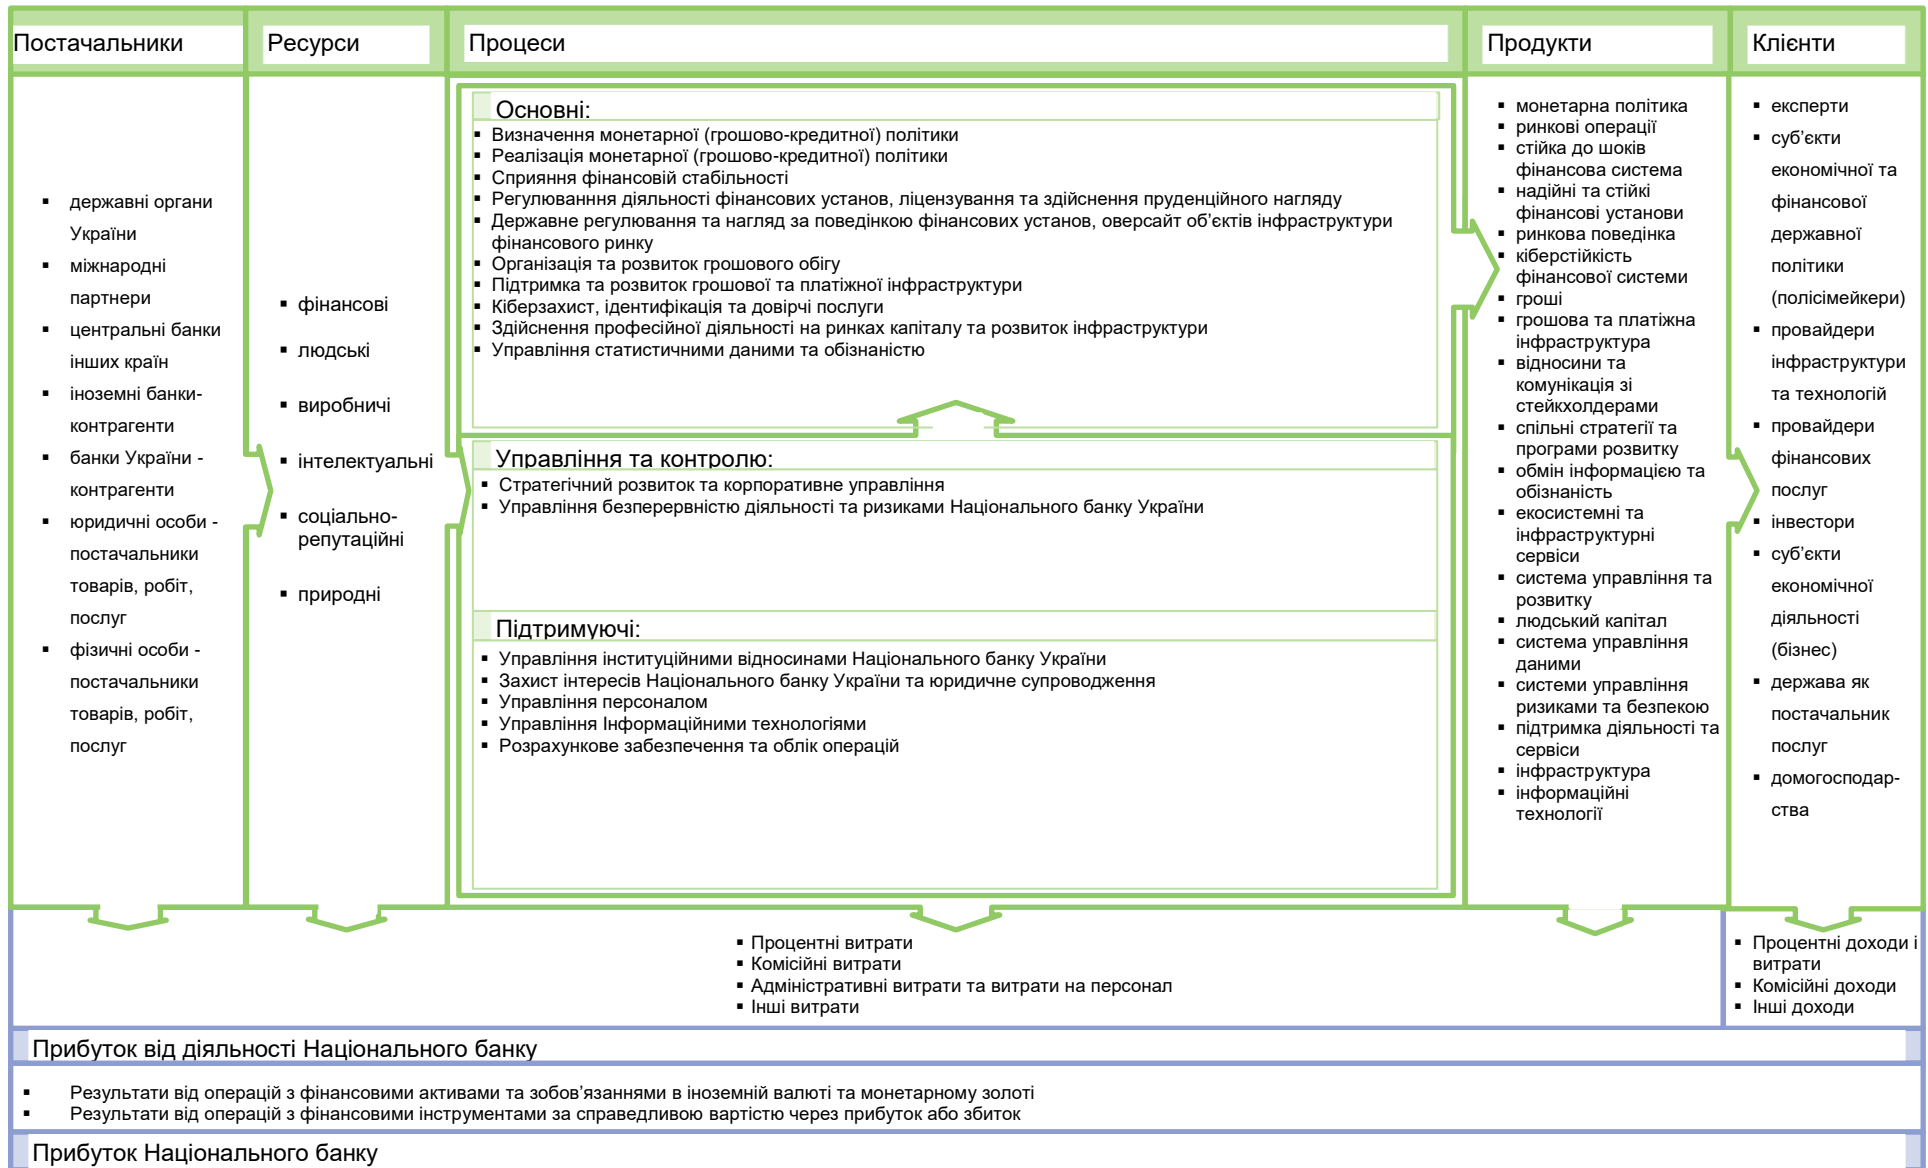 Постачальники
Ресурси
Процеси
Продукти
Клієнти
▪ державні органи
України
▪ міжнародні
партнери
▪ центральні банки
інших країн
▪ іноземні банки-
контрагенти
▪ банки України -
контрагенти
▪ юридичні особи -
постачальники
товарів, робіт,
послуг
▪ фізичні особи -
постачальники
товарів, робіт,
послуг
▪ фінансові
▪ людські
▪ виробничі
▪ інтелектуальні
▪ соціально-
репутаційні
▪ природні
Основні:
▪ Визначення монетарної (грошово-кредитної) політики
▪ Реалізація монетарної (грошово-кредитної) політики
▪ Сприяння фінансовій стабільності
▪ Регулюванння діяльності фінансових установ, ліцензування та здійснення пруденційного нагляду
▪ Державне регулювання та нагляд за поведінкою фінансових установ, оверсайт об’єктів інфраструктури
фінансового ринку
▪ Організація та розвиток грошового обігу
▪ Підтримка та розвиток грошової та платіжної інфраструктури
▪ Кіберзахист, ідентифікація та довірчі послуги
▪ Здійснення професійної діяльності на ринках капіталу та розвиток інфраструктури
▪ Управління статистичними даними та обізнаністю
Управління та контролю:
▪ Стратегічний розвиток та корпоративне управління
▪ Управління безперервністю діяльності та ризиками Національного банку України
Підтримуючі:
▪ Управління інституційними відносинами Національного банку України
▪ Захист інтересів Національного банку України та юридичне супроводження
▪ Управління персоналом
▪ Управління Інформаційними технологіями
▪ Розрахункове забезпечення та облік операцій
▪ монетарна політика
▪ ринкові операції
▪ стійка до шоків
фінансова система
▪ надійні та стійкі
фінансові установи
▪ ринкова поведінка
▪ кіберстійкість
фінансової системи
▪ гроші
▪ грошова та платіжна
інфраструктура
▪ відносини та
комунікація зі
стейкхолдерами
▪ спільні стратегії та
програми розвитку
▪ обмін інформацією та
обізнаність
▪ екосистемні та
інфраструктурні
сервіси
▪ система управління та
розвитку
▪ людський капітал
▪ система управління
даними
▪ системи управління
ризиками та безпекою
▪ підтримка діяльності та
сервіси
▪ інфраструктура
▪ інформаційні
технології
▪ експерти
▪ суб’єкти
економічної та
фінансової
державної
політики
(полісімейкери)
▪ провайдери
інфраструктури
та технологій
▪ провайдери
фінансових
послуг
▪ інвестори
▪ суб’єкти
економічної
діяльності
(бізнес)
▪ держава як
постачальник
послуг
▪ домогосподар-
ства
▪ Процентні витрати
▪ Комісійні витрати
▪ Адміністративні витрати та витрати на персонал
▪ Інші витрати
▪ Процентні доходи і
витрати
▪ Комісійні доходи
▪ Інші доходи
Прибуток від діяльності Національного банку
▪ Результати від операцій з фінансовими активами та зобов’язаннями в іноземній валюті та монетарному золоті
▪ Результати від операцій з фінансовими інструментами за справедливою вартістю через прибуток або збиток
Прибуток Національного банку